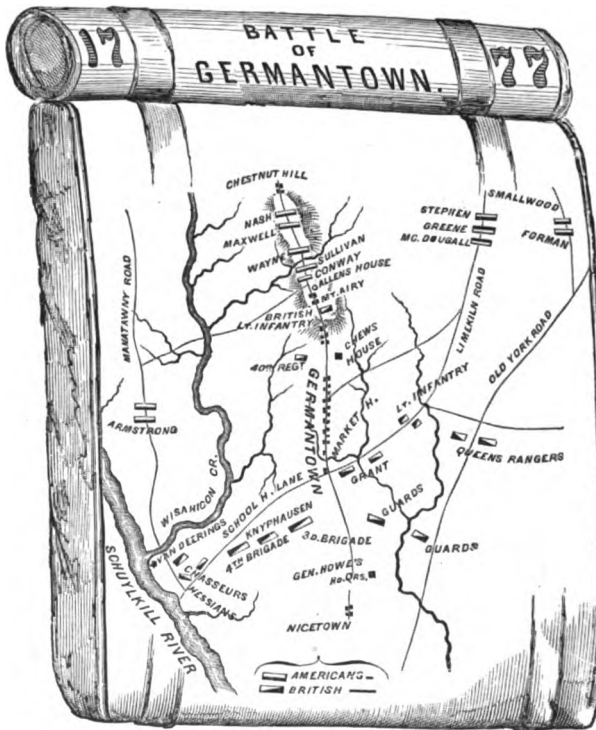 17 77
BATTLE
OF
GERMANTOWN.
CHESTNUT HILL
NASH
MAXWELL
WAYNE
SULLIVAN
CONWAY
ALLENS HOUSE
MT. AIRY
BRITISH
LT. INFANTRY
CHEWS
HOUSE
40TH REGT
GERMANTOWN
MARKET H.
STEPHEN
GREENE
MC. DOUGALL
SMALLWOOD
FORMAN
LIMEKILN ROAD
OLD YORK ROAD
MANATAWNY ROAD
ARMSTRONG
WISAHICON CR.
SCHOOL H. LANE
LT. INFANTRY
QUEENS RANGERS
GRANT
GUARDS
GUARDS
VAN DEERINGS
KNYPHAUSEN
4TH BRIGADE
3D. BRIGADE
CHASSEURS
HESSIANS
GEN. HOWE'S
HD. QRS.
NICETOWN
SCHUYLKILL RIVER
AMERICANS
BRITISH